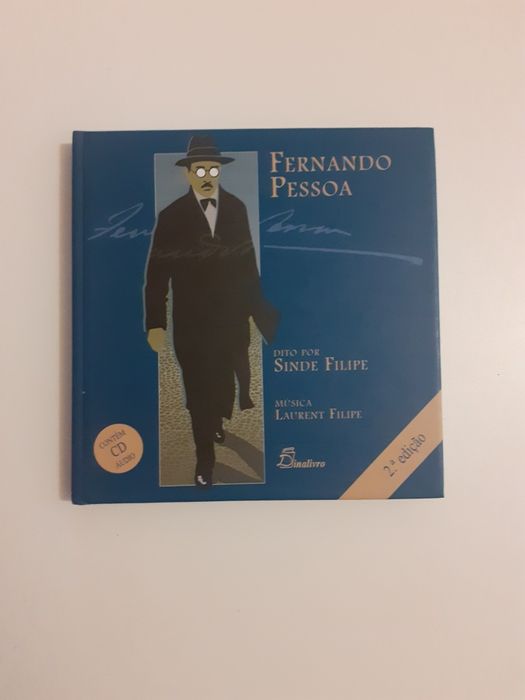 FERNANDO
PESSOA
DITO POR
SINDE FILIPE
MÚSICA
LAURENT FILIPE
Dinalivro
CONTÉM
CD
ÁUDIO
2.ª edição